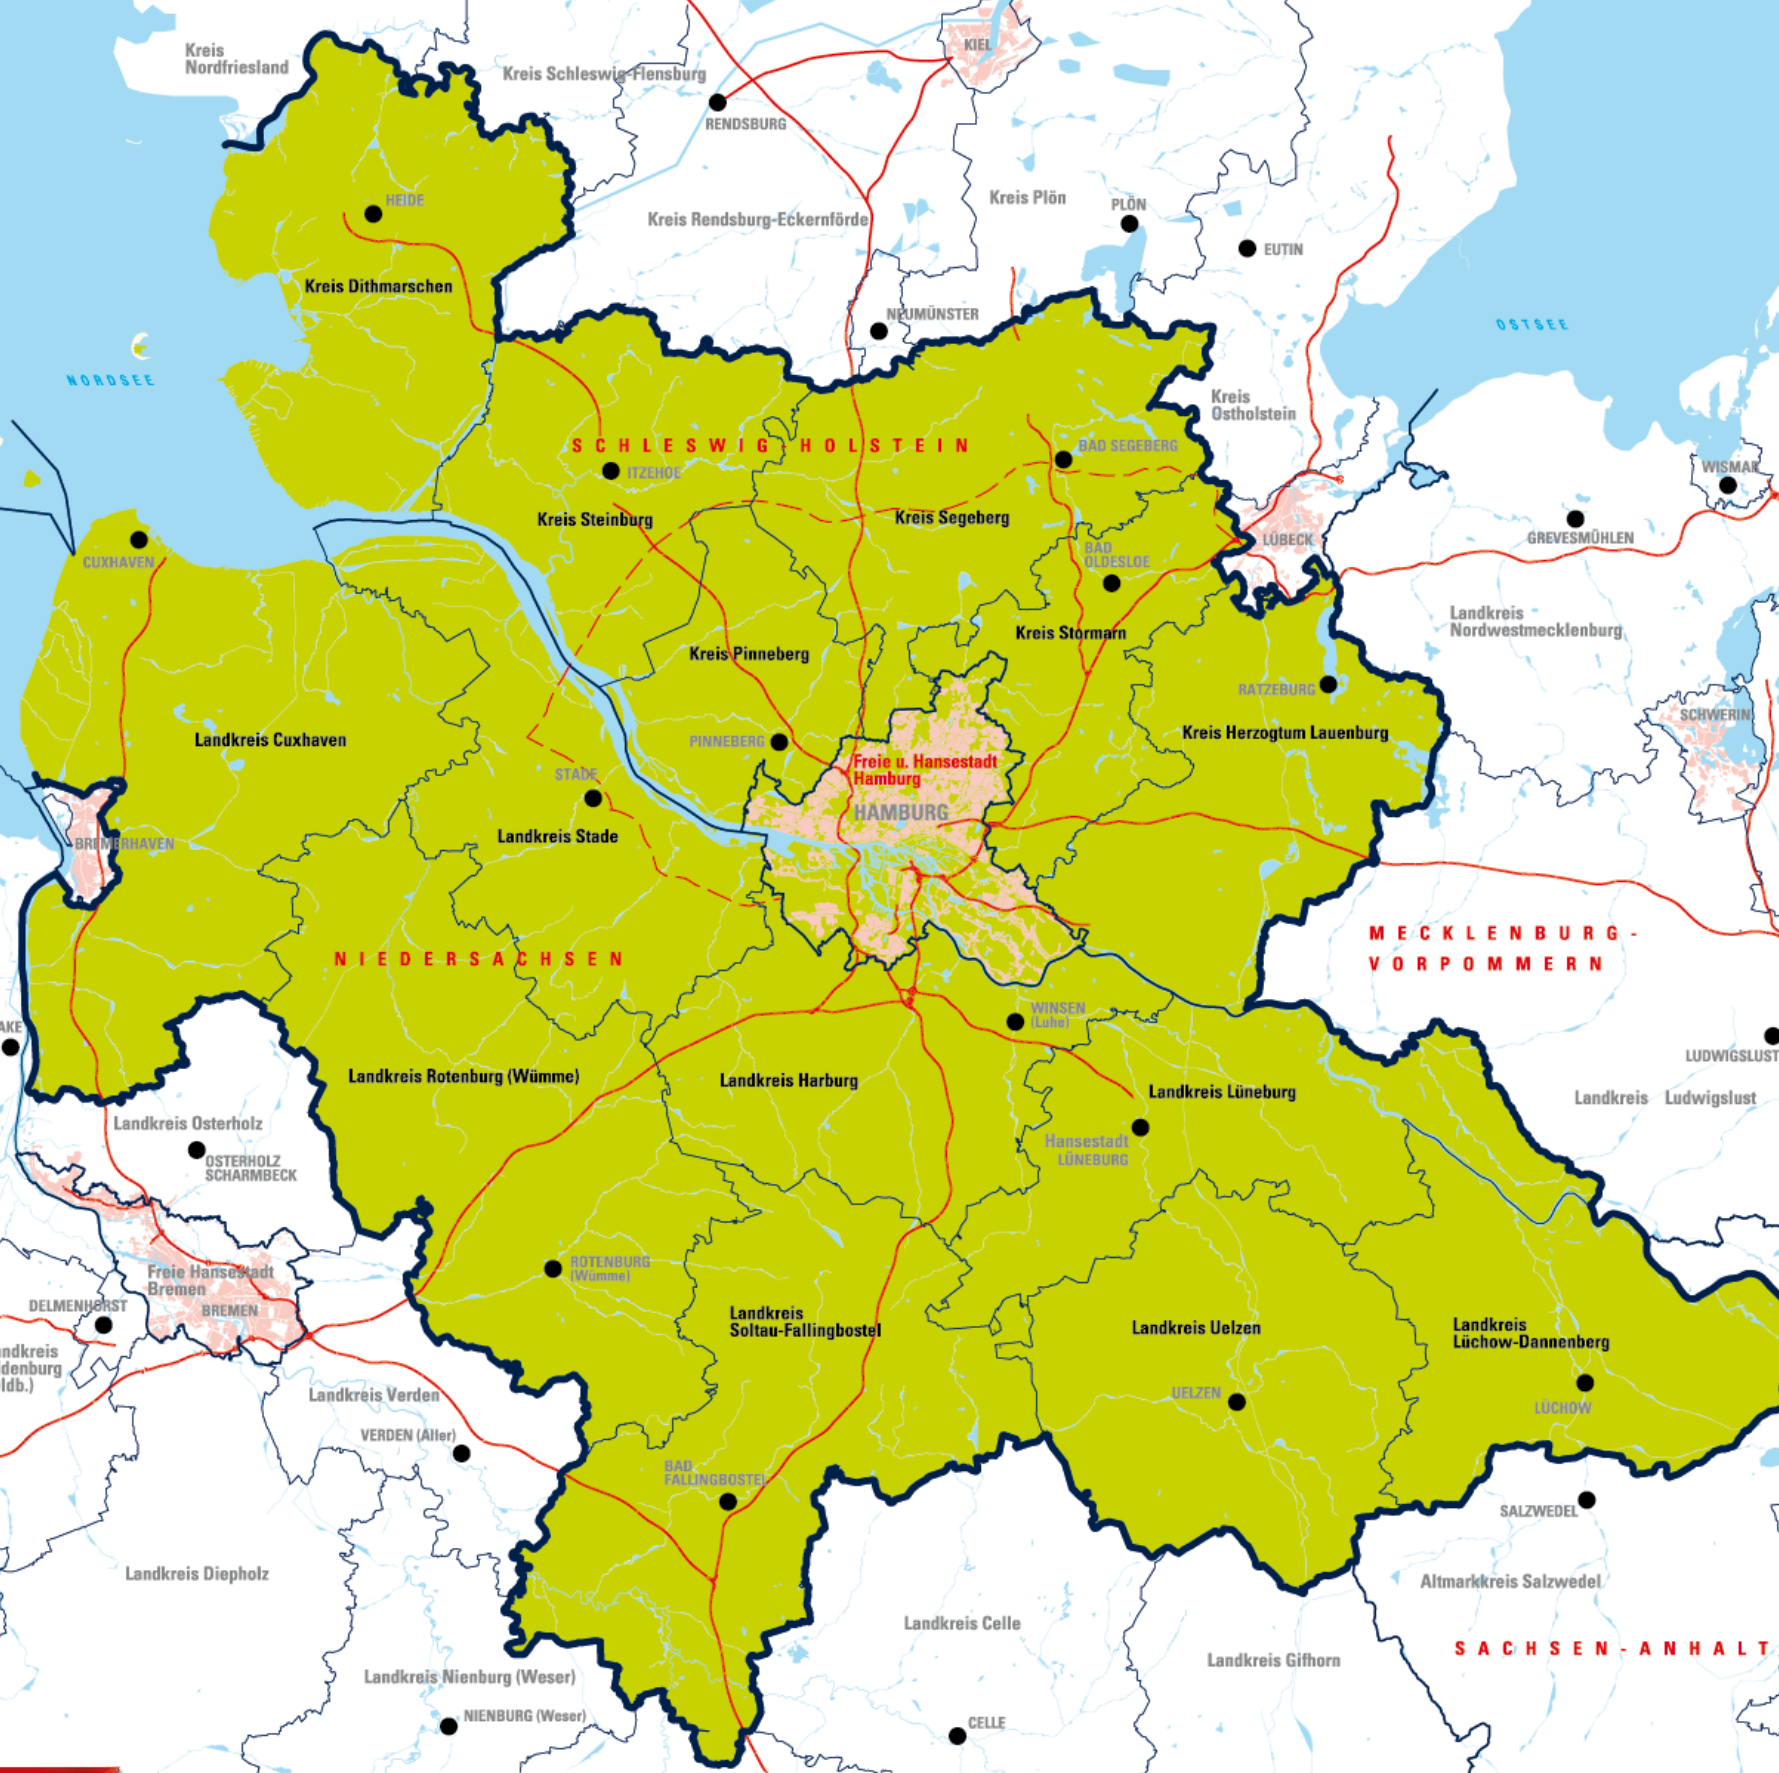 KIEL
Kreis
Nordfriesland
Kreis Schleswig-Flensburg
RENDSBURG
Kreis Plön
PLÖN
HEIDE
Kreis Rendsburg-Eckernförde
EUTIN
Kreis Dithmarschen
NEUMÜNSTER
OSTSEE
NORDSEE
Kreis
Ostholstein
SCHLESWIG-HOLSTEIN
BAD SEGEBERG
ITZEHOE
WISMAR
Kreis Steinburg
Kreis Segeberg
GREVESMÜHLEN
LÜBECK
CUXHAVEN
BAD
OLDESLOE
Landkreis
Nordwestmecklenburg
Kreis Stormarn
Kreis Pinneberg
RATZEBURG
SCHWERIN
Kreis Herzogtum Lauenburg
Landkreis Cuxhaven
PINNEBERG
Freie u. Hansestadt
Hamburg
STADE
HAMBURG
Landkreis Stade
BREMERHAVEN
MECKLENBURG-
VORPOMMERN
NIEDERSACHSEN
WINSEN
(Luhe)
AKE
LUDWIGSLUST
Landkreis Rotenburg (Wümme)
Landkreis Harburg
Landkreis Lüneburg
Landkreis Ludwigslust
Landkreis Osterholz
Hansestadt
LÜNEBURG
OSTERHOLZ
SCHARMBECK
ROTENBURG
(Wümme)
Freie Hansestadt
Bremen
BREMEN
DELMENHORST
Landkreis
Soltau-Fallingbostel
Landkreis Uelzen
Landkreis
Lüchow-Dannenberg
andkreis
ldenburg
ldb.)
Landkreis Verden
UELZEN
LÜCHOW
VERDEN (Aller)
BAD
FALLINGBOSTEL
SALZWEDEL
Landkreis Diepholz
Altmarkkreis Salzwedel
Landkreis Celle
SACHSEN-ANHALT
Landkreis Gifhorn
Landkreis Nienburg (Weser)
NIENBURG (Weser)
CELLE